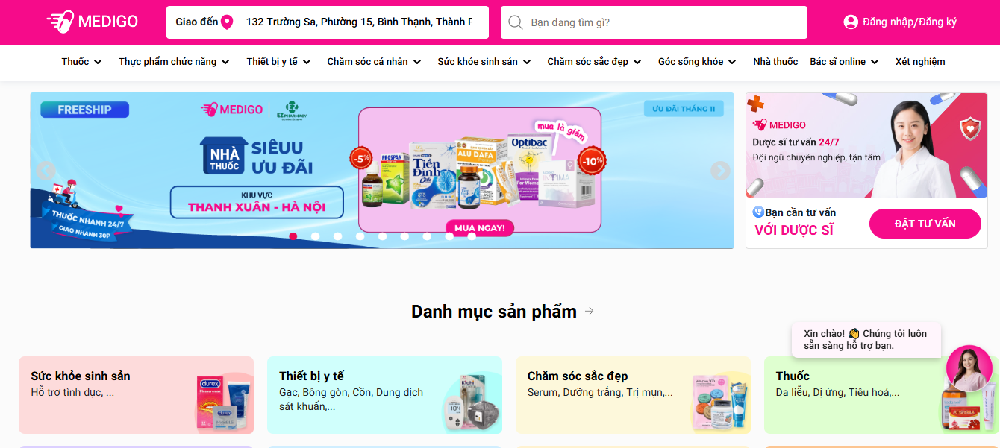 MEDIGO
Giao đến
132 Trường Sa, Phường 15, Bình Thạnh, Thành F
Bạn đang tìm gì?
Đăng nhập/Đăng ký
Thuốc
Thực phẩm chức năng
Thiết bị y tế
Chăm sóc cá nhân
Sức khỏe sinh sản
Chăm sóc sắc đẹp
Góc sống khỏe
Nhà thuốc
Bác sĩ online
Xét nghiệm
FREESHIP
MEDIGO
EZ PHARMACY
ƯU ĐÃI THÁNG 11
NHÀ THUỐC
SIÊUU
ƯU ĐÃI
KHU VỰC
THANH XUÂN - HÀ NỘI
THUỐC NHANH 24/7
GIAO NHANH 30P
-5%
PROSPAN
Tiền Đình
ALU DAFA
Optibac
For Women
INTIMA
mua là giảm
-10%
MUA NGAY!
MEDIGO
Dược sĩ tư vấn 24/7
Đội ngũ chuyên nghiệp, tận tâm
Bạn cần tư vấn
VỚI DƯỢC SĨ
ĐẶT TƯ VẤN
Danh mục sản phẩm
Xin chào! Chúng tôi luôn
sẵn sàng hỗ trợ bạn.
Sức khỏe sinh sản
Hỗ trợ tình dục, ...
durex
durex
INVISIBLE
Thiết bị y tế
Gạc, Bông gòn, Cồn, Dung dịch
sát khuẩn,...
Kichi
104
Chăm sóc sắc đẹp
Serum, Dưỡng trắng, Trị mụn,...
Thuốc
Da liễu, Dị ứng, Tiêu hoá,...